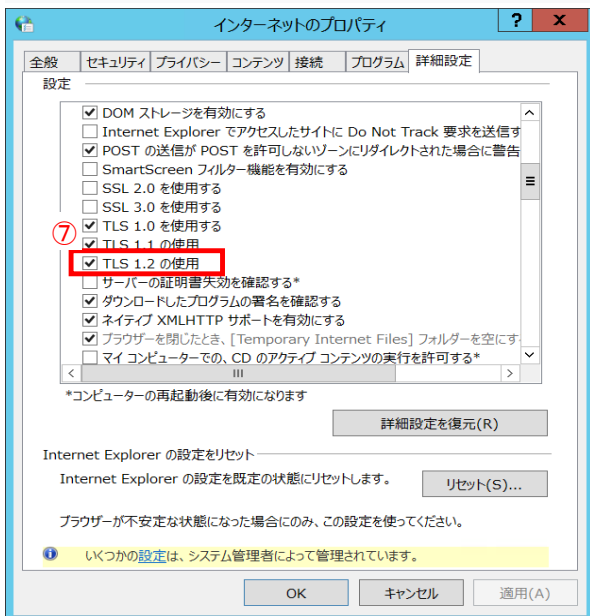 インターネットのプロパティ
? x
全般 セキュリティ プライバシー コンテンツ 接続 プログラム 詳細設定
設定
DOM ストレージを有効にする
Internet Explorer でアクセスしたサイトに Do Not Track 要求を送信す
POST の送信が POST を許可しないゾーンにリダイレクトされた場合に警告
SmartScreen フィルター機能を有効にする
SSL 2.0 を使用する
SSL 3.0 を使用する
TLS 1.0 を使用する
⑦
TLS 1.1 の使用
TLS 1.2 の使用
サーバーの証明書失効を確認する*
ダウンロードしたプログラムの署名を確認する
ネイティブ XMLHTTP サポートを有効にする
ブラウザーを閉じたとき、[Temporary Internet Files] フォルダーを空にす
マイ コンピューターでの、CD のアクティブ コンテンツの実行を許可する*
*コンピューターの再起動後に有効になります
詳細設定を復元(R)
Internet Explorer の設定をリセット
Internet Explorer の設定を既定の状態にリセットします。
リセット(S)...
ブラウザーが不安定な状態になった場合にのみ、この設定を使ってください。
いくつかの設定は、システム管理者によって管理されています。
OK キャンセル 適用(A)